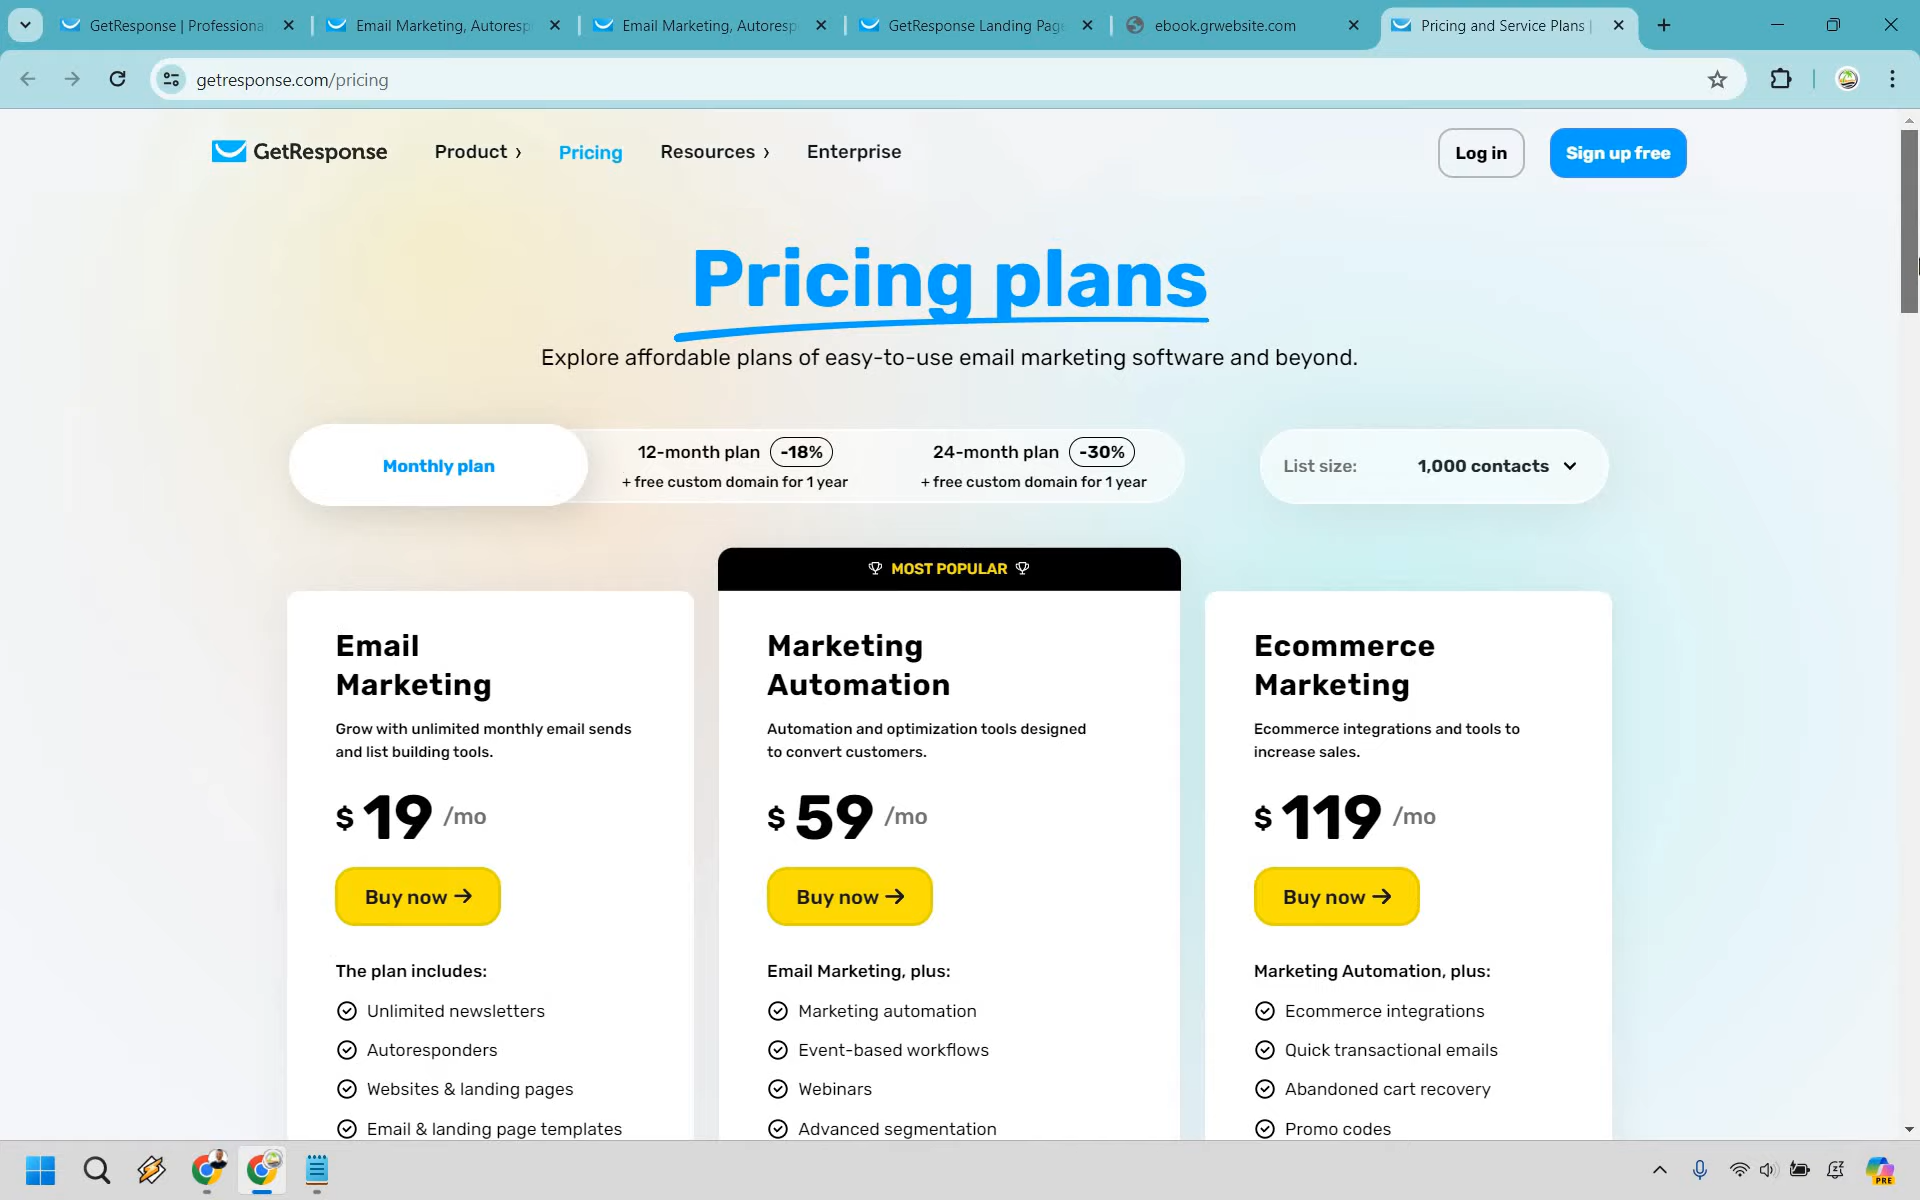 GetResponse | Professiona
Email Marketing, Autoresp
Email Marketing, Autoresp
GetResponse Landing Page
ebook.grwebsite.com
Pricing and Service Plans |
getresponse.com/pricing
GetResponse
Product ›
Pricing
Resources ›
Enterprise
Log in
Sign up free
Pricing plans
Explore affordable plans of easy-to-use email marketing software and beyond.
Monthly plan
12-month plan -18%
+ free custom domain for 1 year
24-month plan -30%
+ free custom domain for 1 year
List size: 1,000 contacts
MOST POPULAR
Email
Marketing
Grow with unlimited monthly email sends
and list building tools.
$ 19 /mo
Buy now →
The plan includes:
Unlimited newsletters
Autoresponders
Websites & landing pages
Email & landing page templates
Marketing
Automation
Automation and optimization tools designed
to convert customers.
$ 59 /mo
Buy now →
Email Marketing, plus:
Marketing automation
Event-based workflows
Webinars
Advanced segmentation
Ecommerce
Marketing
Ecommerce integrations and tools to
increase sales.
$ 119 /mo
Buy now →
Marketing Automation, plus:
Ecommerce integrations
Quick transactional emails
Abandoned cart recovery
Promo codes
PRE